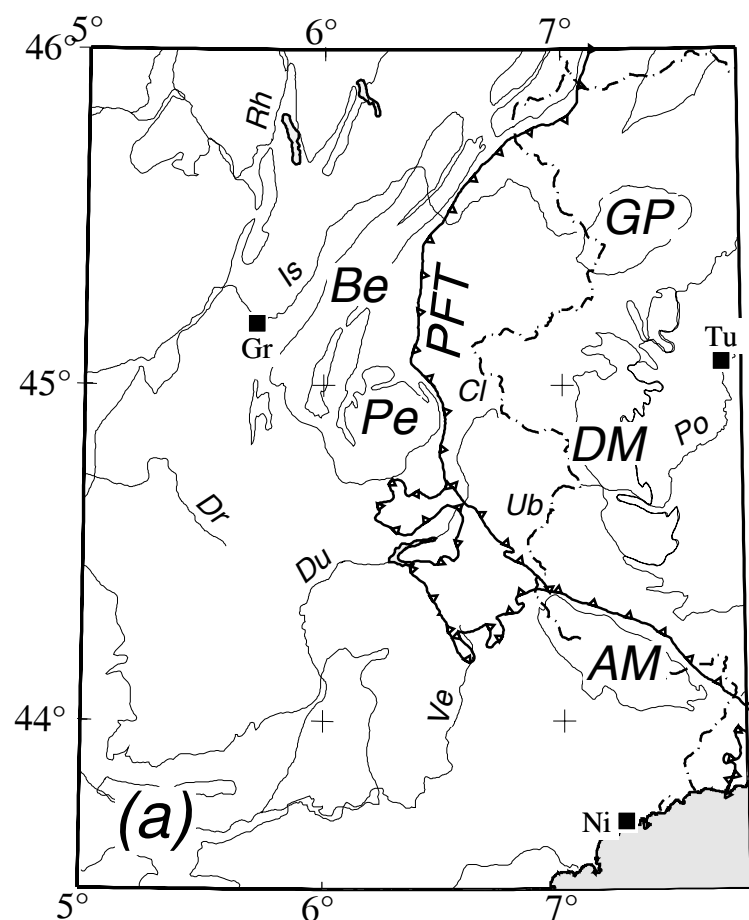 5° 6° 7°
46°
Rh
GP
Is
Be
PFT
Gr
Tu
45°
Cl
Pe
DM
Po
Dr
Ub
Du
AM
Ve
44°
(a)
Ni
5° 6° 7°